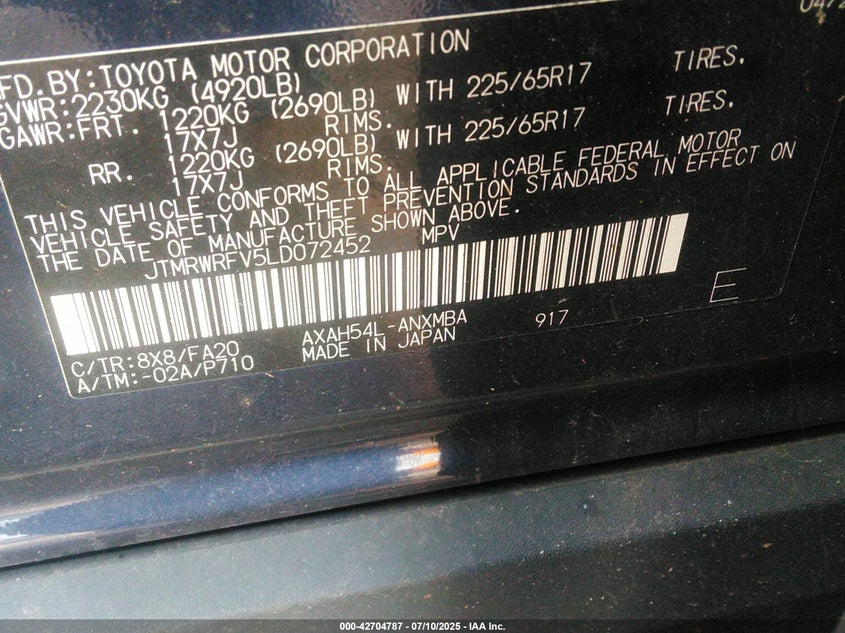 04/2
MFD. BY: TOYOTA MOTOR CORPORATION
GVWR: 2230KG (4920LB)
GAWR: FRT. 1220KG (2690LB) WITH 225/65R17 TIRES.
17X7J RIMS.
RR. 1220KG (2690LB) WITH 225/65R17 TIRES.
17X7J RIMS.
THIS VEHICLE CONFORMS TO ALL APPLICABLE FEDERAL MOTOR
VEHICLE SAFETY AND THEFT PREVENTION STANDARDS IN EFFECT ON
THE DATE OF MANUFACTURE SHOWN ABOVE.
JTMRWRFV5LD072452 MPV
E
AXAH54L-ANXMBA 917
C/TR:8X8/FA20 MADE IN JAPAN
A/TM:-02A/P710
000-42704787 - 07/10/2025 - IAA Inc.